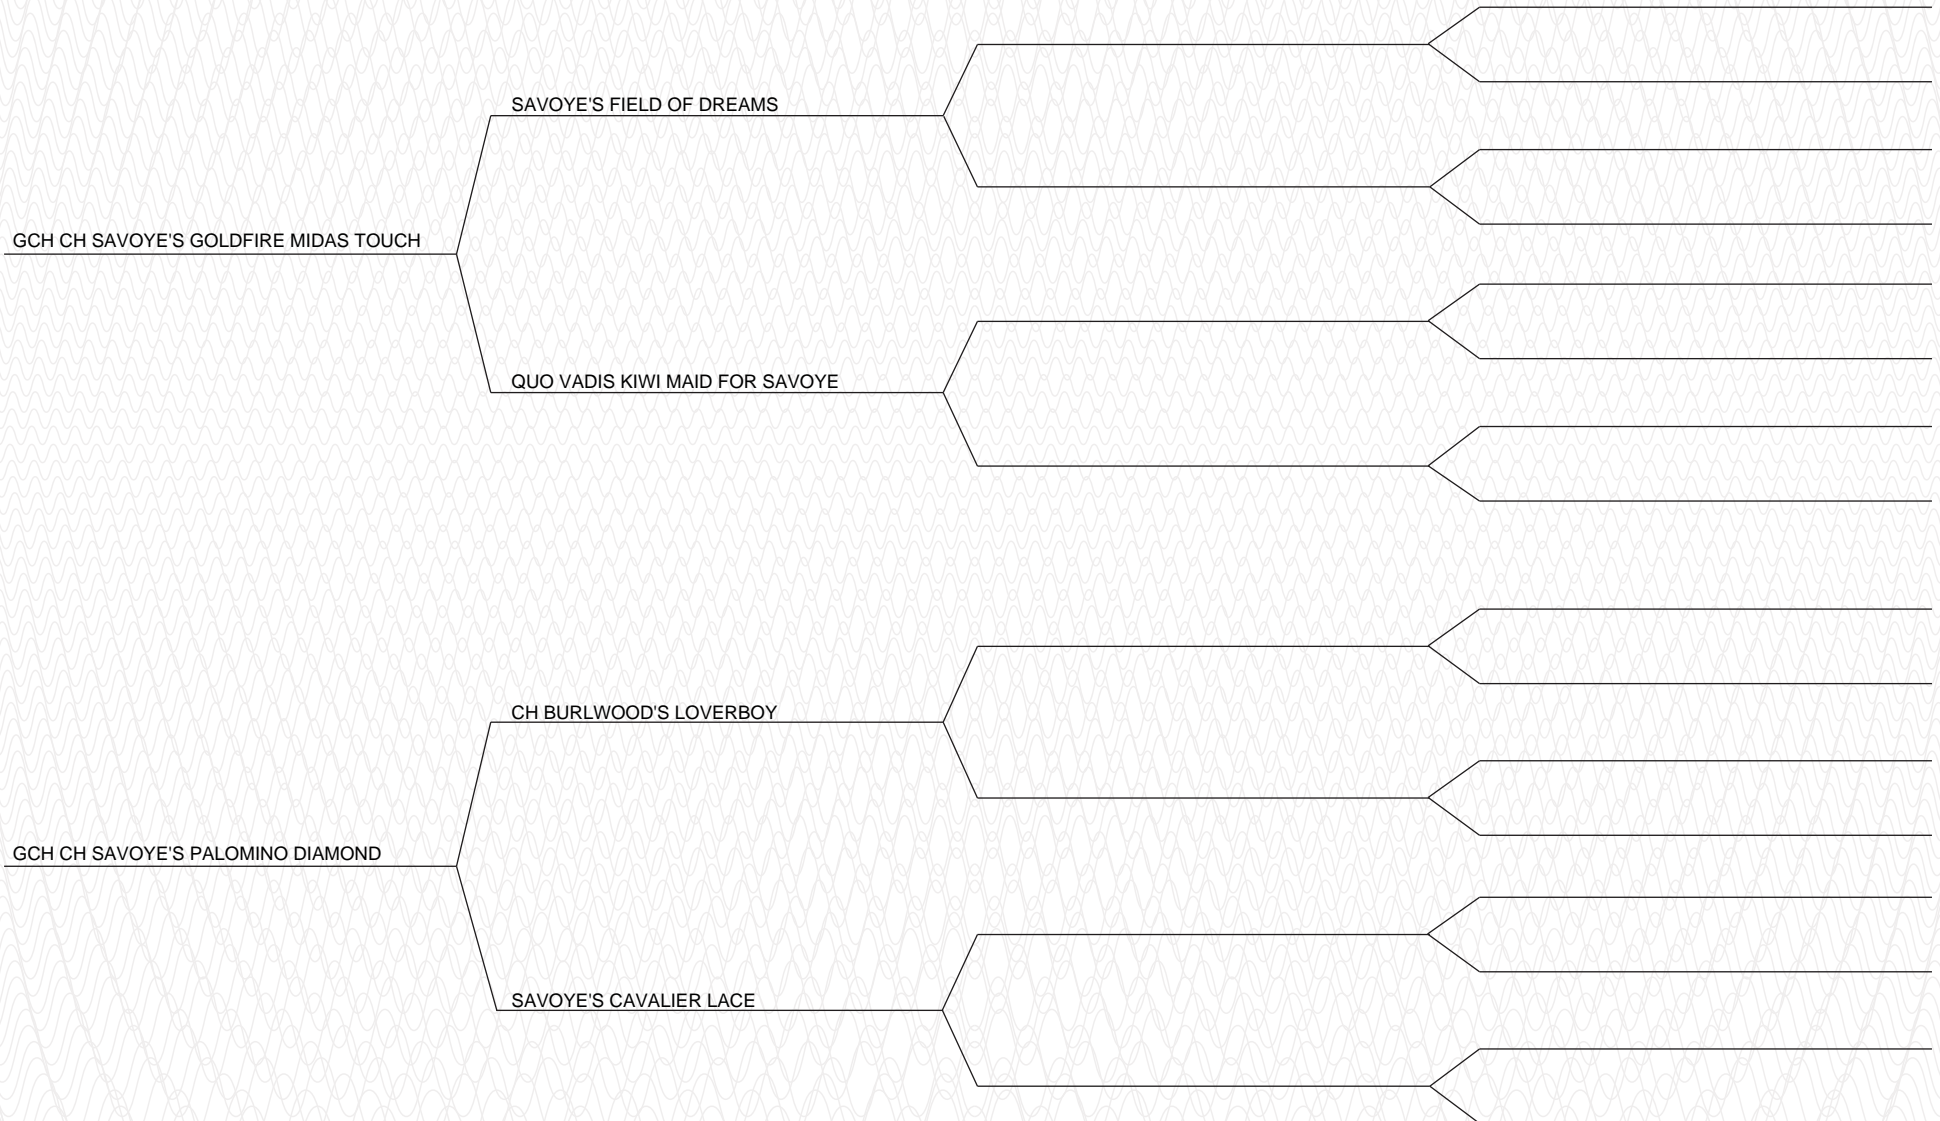 SAVOYE'S FIELD OF DREAMS
GCH CH SAVOYE'S GOLDFIRE MIDAS TOUCH
QUO VADIS KIWI MAID FOR SAVOYE
CH BURLWOOD'S LOVERBOY
GCH CH SAVOYE'S PALOMINO DIAMOND
SAVOYE'S CAVALIER LACE